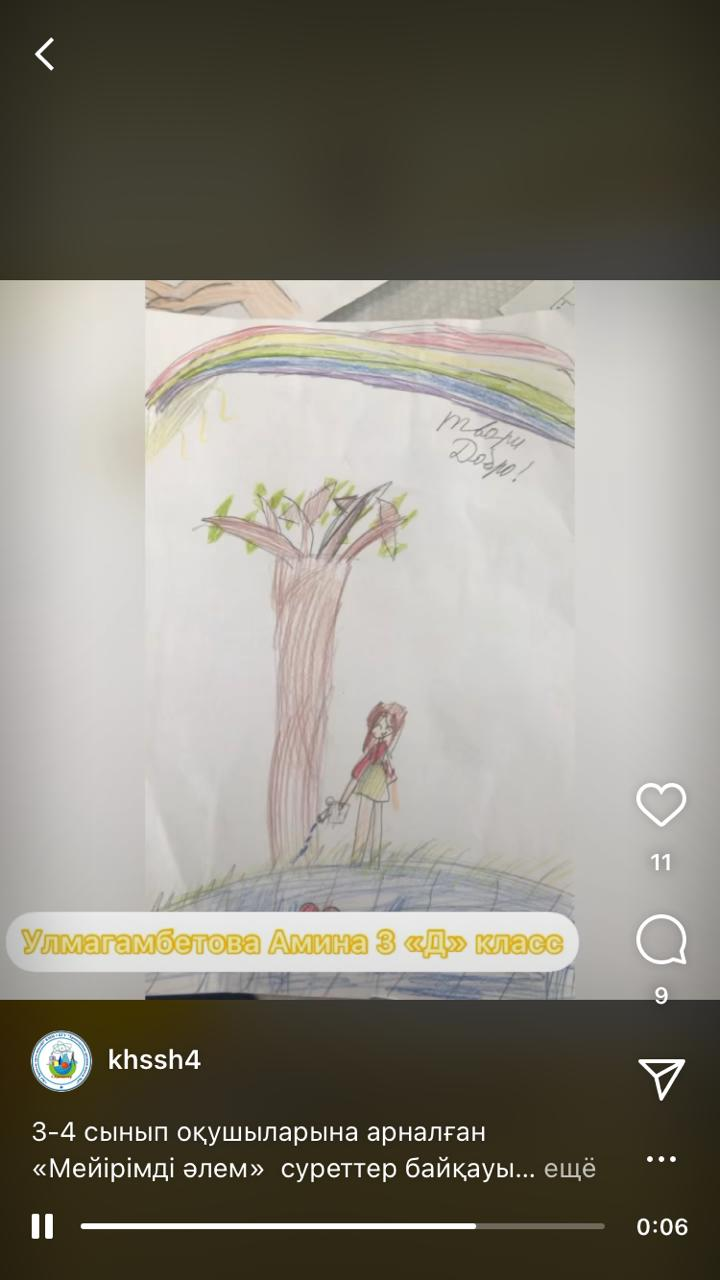 Твори
Добро!
Улмагамбетова Амина 3 «Д» класс
11
9
khssh4
3-4 сынып оқушыларына арналған
«Мейірімді әлем» суреттер байқауы... ещё
0:06